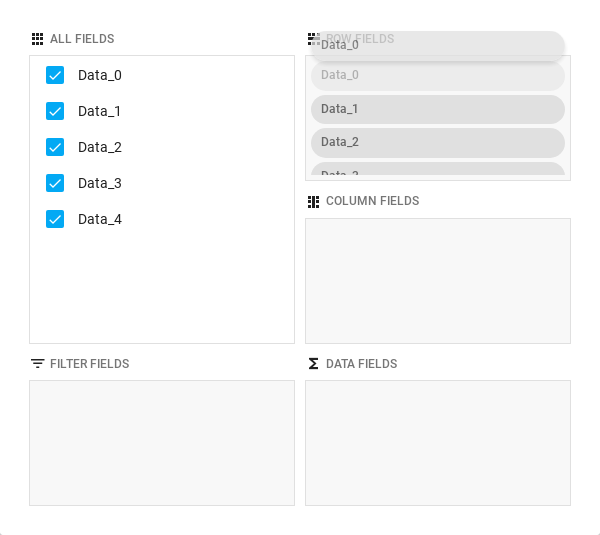 ALL FIELDS
Data_0
Data_1
Data_2
Data_3
Data_4
ROW FIELDS
Data_0
Data_0
Data_1
Data_2
COLUMN FIELDS
FILTER FIELDS
DATA FIELDS